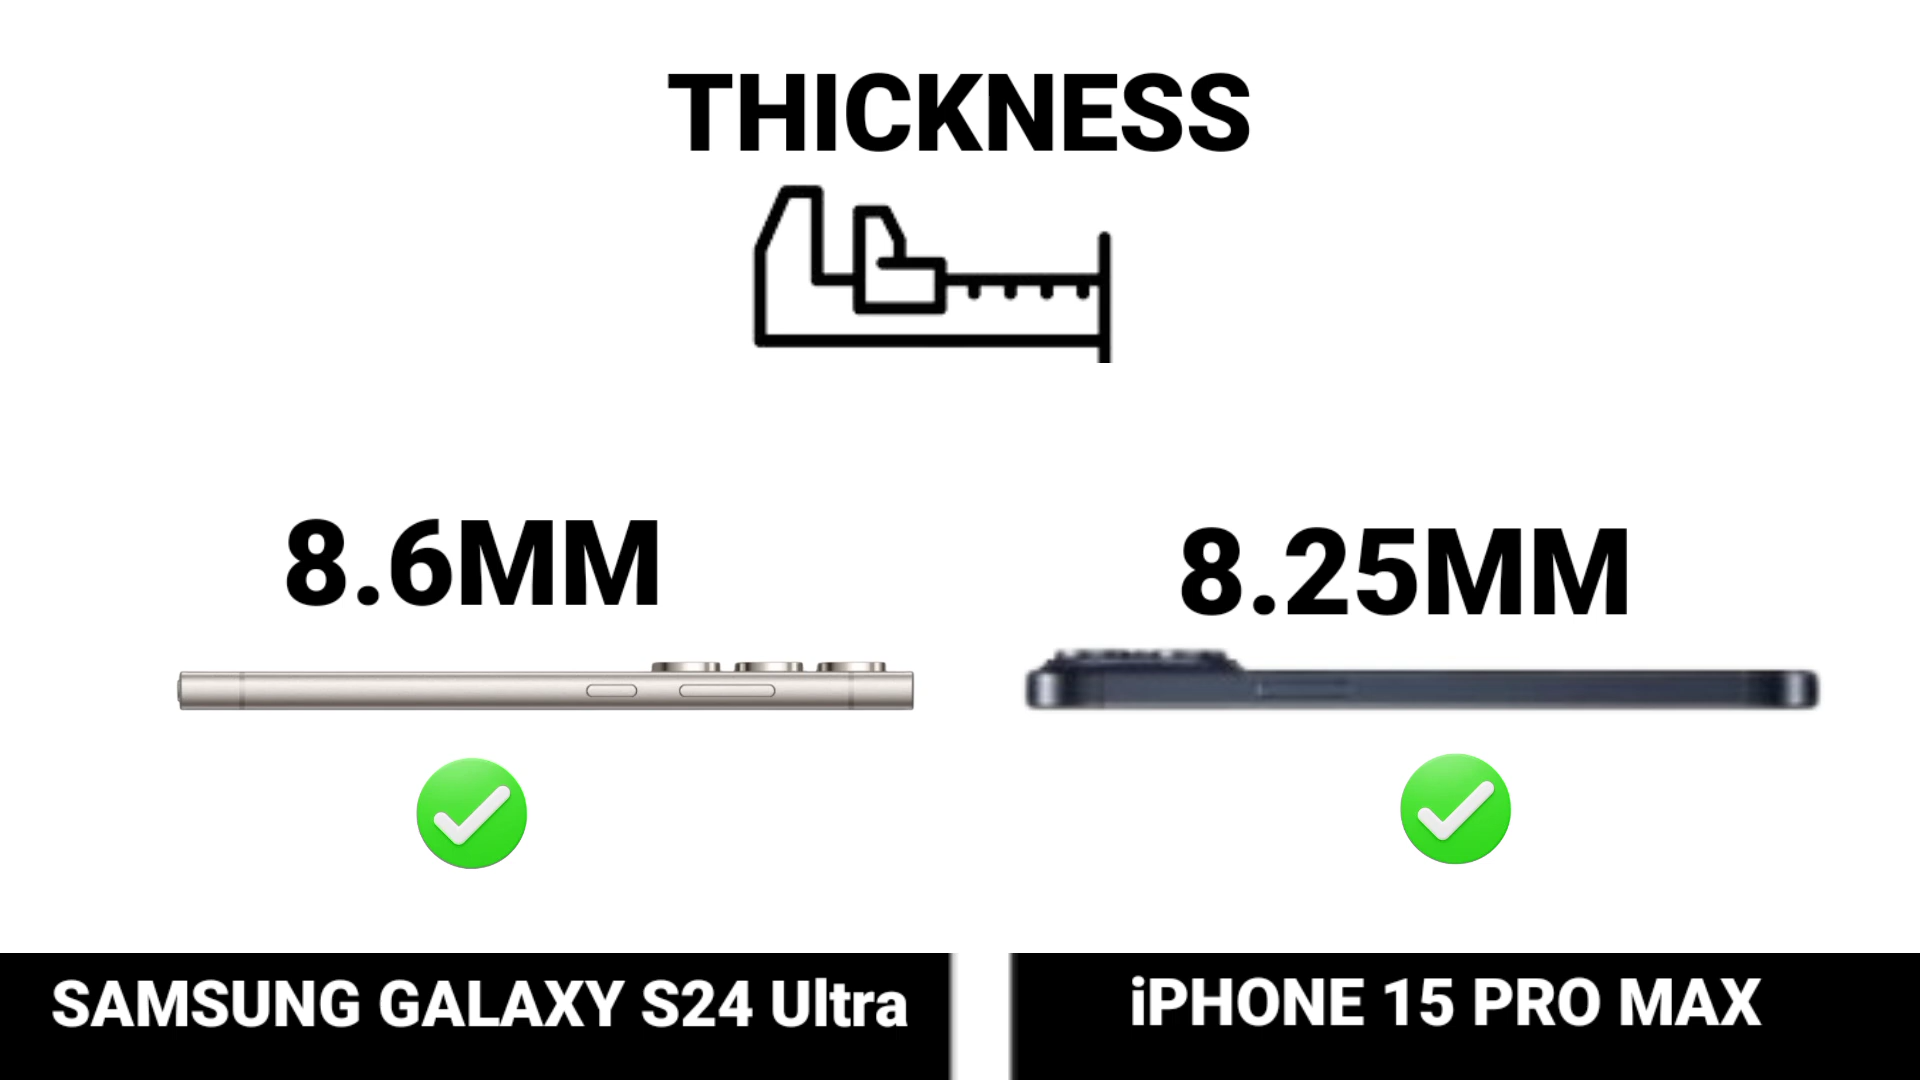 THICKNESS
8.6MM
8.25MM
SAMSUNG GALAXY S24 Ultra
iPHONE 15 PRO MAX